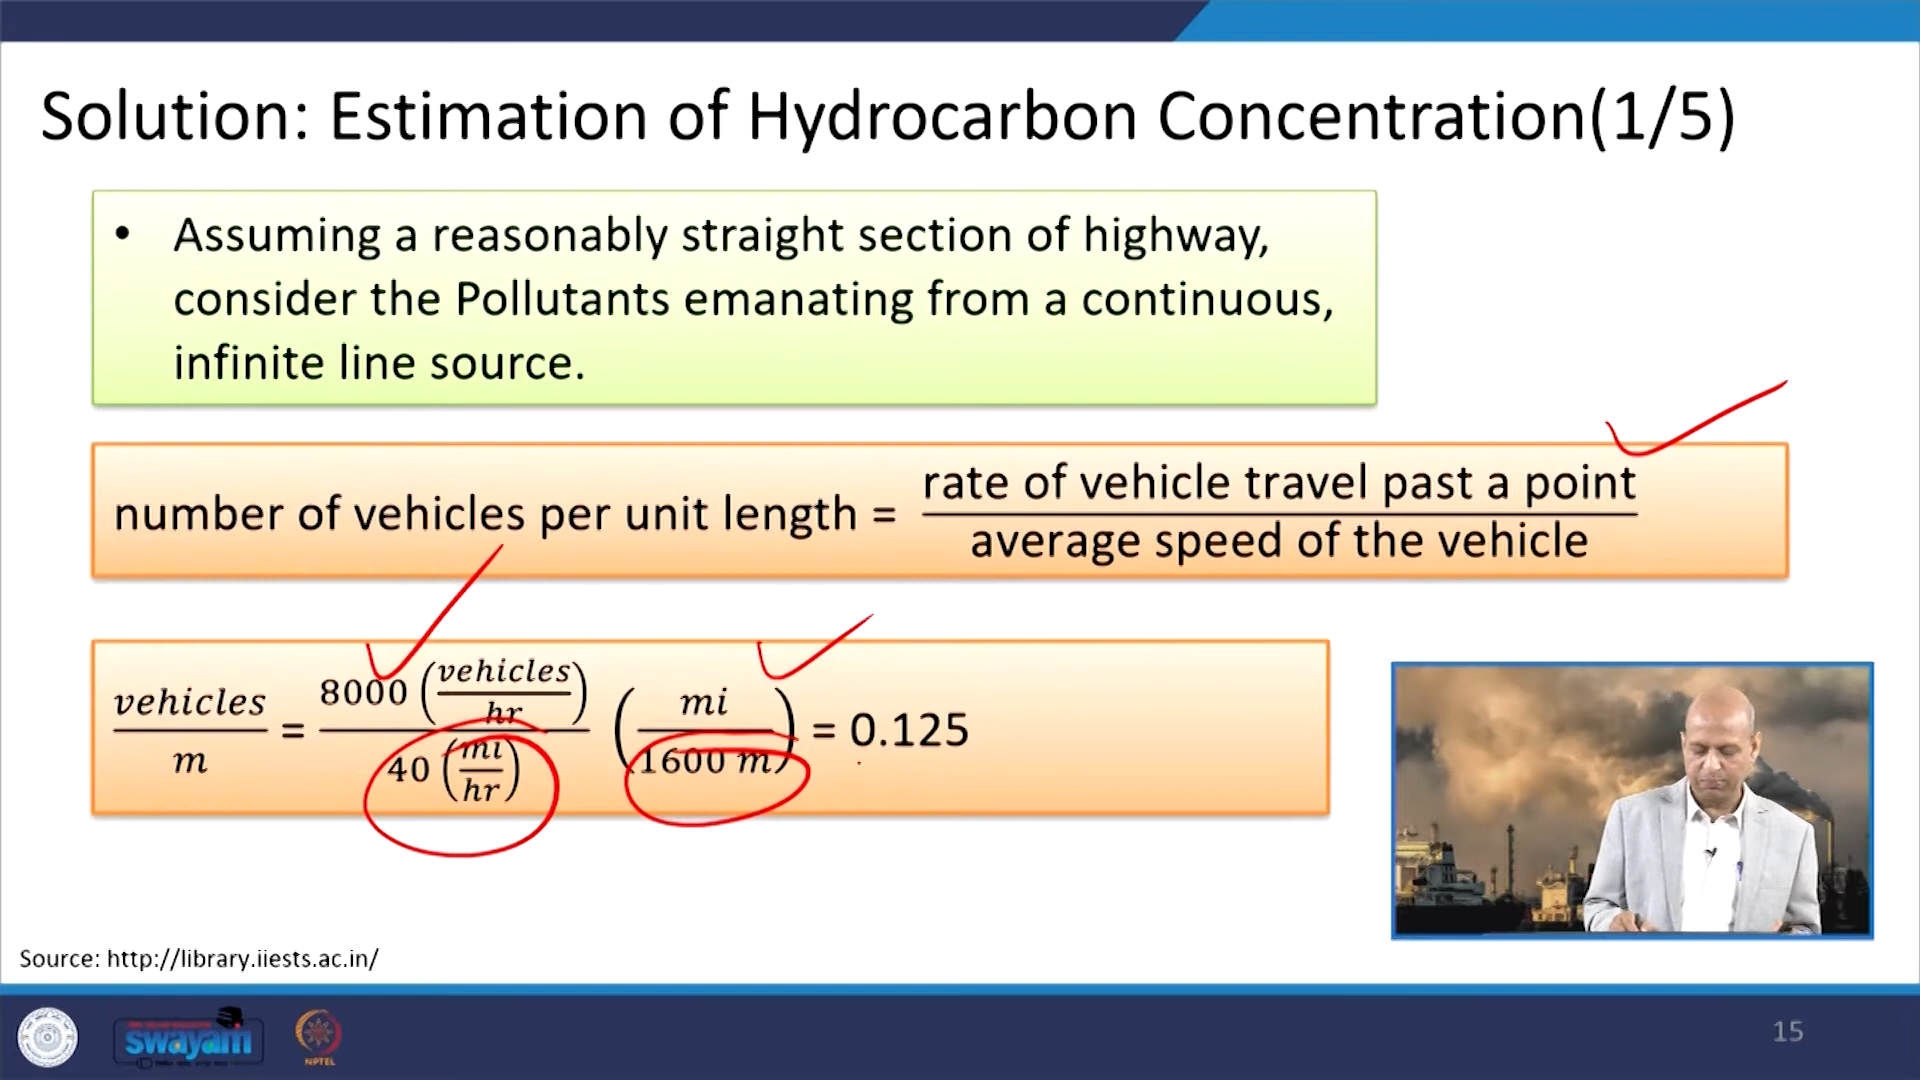 Solution: Estimation of Hydrocarbon Concentration(1/5)
• Assuming a reasonably straight section of highway,
consider the Pollutants emanating from a continuous,
infinite line source.
number of vehicles per unit length = rate of vehicle travel past a point / average speed of the vehicle
vehicles / m = 8000 (vehicles / hr) / 40 (mi / hr) (mi / 1600 m) = 0.125
Source: http://library.iiests.ac.in/
swayam
NPTEL
15